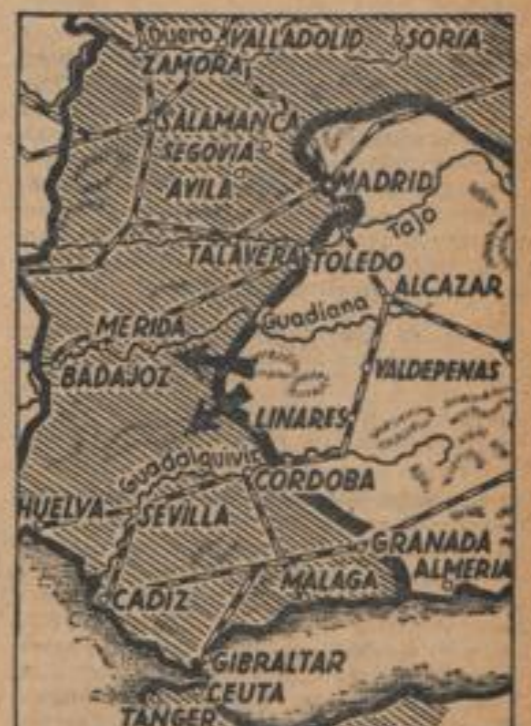 Duero VALLADOLID SORIA
ZAMORA
SALAMANCA
SEGOVIA
AVILA
MADRID
Tajo
TALAVERA TOLEDO
ALCAZAR
Guadiana
MERIDA
BADAJOZ
VALDEPENAS
LINARES
Guadalquivir
CORDOBA
HUELVA
SEVILLA
GRANADA
ALMERIA
MALAGA
CADIZ
GIBRALTAR
CEUTA
TANGER